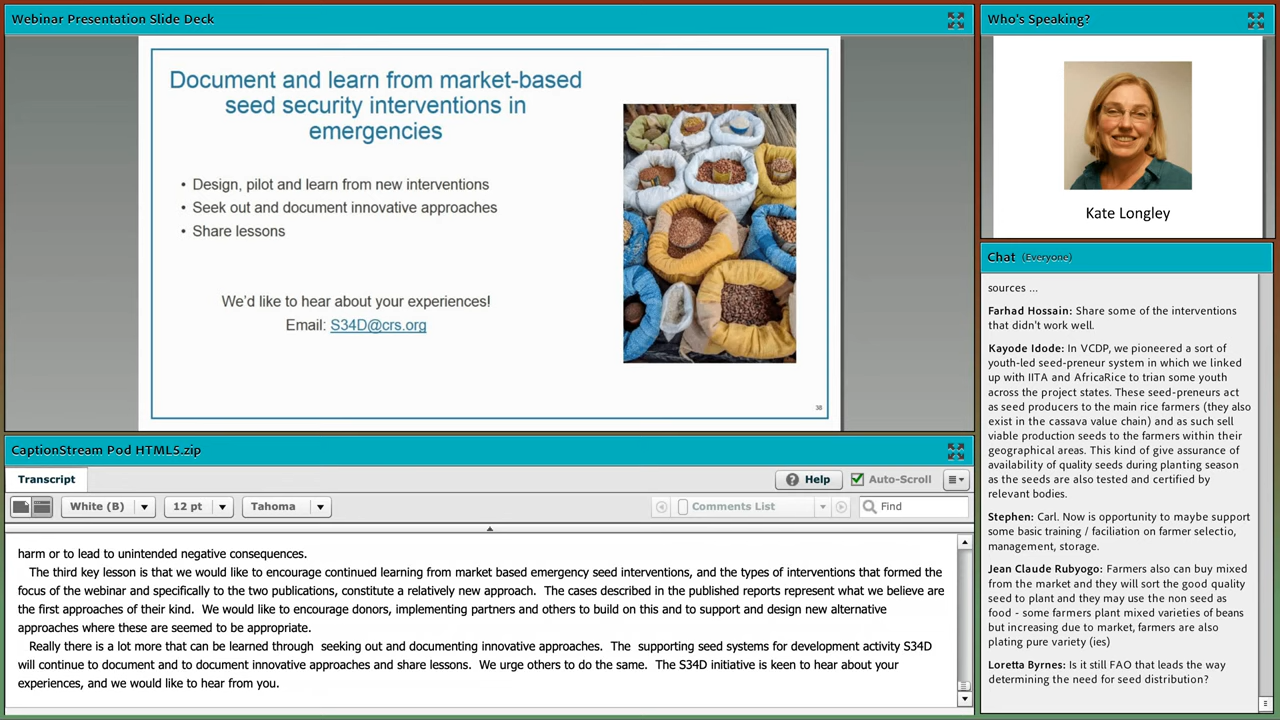 Webinar Presentation Slide Deck
Document and learn from market-based
seed security interventions in
emergencies
• Design, pilot and learn from new interventions
• Seek out and document innovative approaches
• Share lessons
We'd like to hear about your experiences!
Email: S34D@crs.org
38
Who's Speaking?
Kate Longley
Chat (Everyone)
sources ...
Farhad Hossain: Share some of the interventions
that didn't work well.
Kayode Idode: In VCDP, we pioneered a sort of
youth-led seed-preneur system in which we linked
up with IITA and AfricaRice to trian some youth
across the project states. These seed-preneurs act
as seed producers to the main rice farmers (they also
exist in the cassava value chain) and as such sell
viable production seeds to the farmers within their
geographical areas. This kind of give assurance of
availability of quality seeds during planting season
as the seeds are also tested and certified by
relevant bodies.
Stephen: Carl. Now is opportunity to maybe support
some basic training / faciliation on farmer selectio,
management, storage.
Jean Claude Rubyogo: Farmers also can buy mixed
from the market and they will sort the good quality
seed to plant and they may use the non seed as
food - some farmers plant mixed varieties of beans
but increasing due to market, farmers are also
plating pure variety (ies)
Loretta Byrnes: Is it still FAO that leads the way
determining the need for seed distribution?
CaptionStream Pod HTML5.zip
Transcript
? Help
Auto-Scroll
White (B)
12 pt
Tahoma
Comments List
Find
harm or to lead to unintended negative consequences.
The third key lesson is that we would like to encourage continued learning from market based emergency seed interventions, and the types of interventions that formed the
focus of the webinar and specifically to the two publications, constitute a relatively new approach. The cases described in the published reports represent what we believe are
the first approaches of their kind. We would like to encourage donors, implementing partners and others to build on this and to support and design new alternative
approaches where these are seemed to be appropriate.
Really there is a lot more that can be learned through seeking out and documenting innovative approaches. The supporting seed systems for development activity S34D
will continue to document and to document innovative approaches and share lessons. We urge others to do the same. The S34D initiative is keen to hear about your
experiences, and we would like to hear from you.